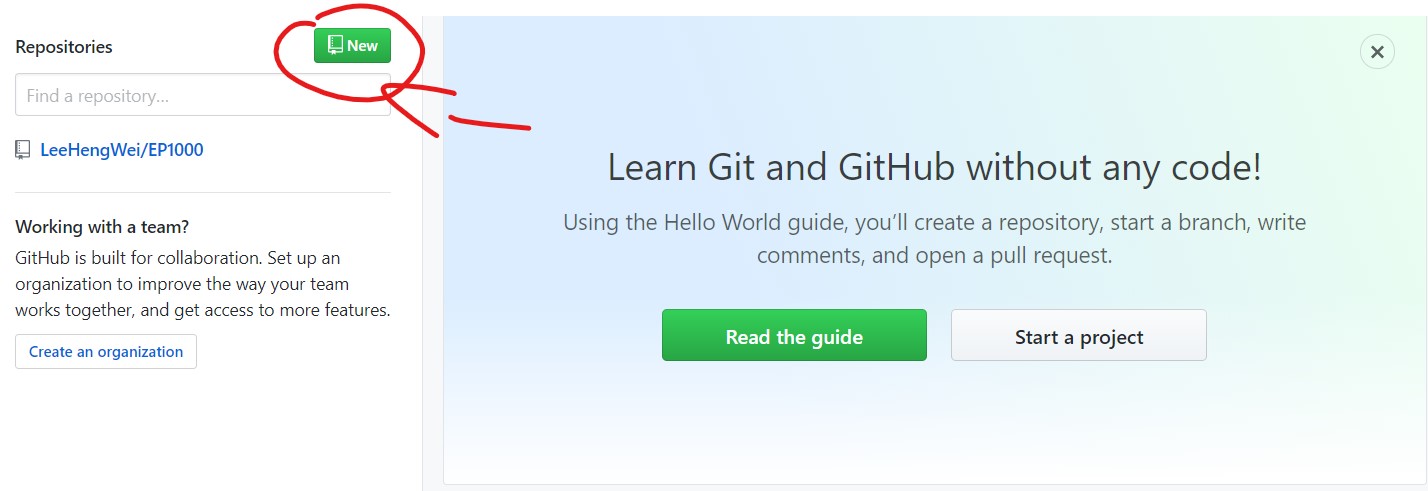 Repositories
New
Find a repository...
LeeHengWei/EP1000
Working with a team?
GitHub is built for collaboration. Set up an
organization to improve the way your team
works together, and get access to more features.
Create an organization
Learn Git and GitHub without any code!
Using the Hello World guide, you’ll create a repository, start a branch, write
comments, and open a pull request.
Read the guide
Start a project